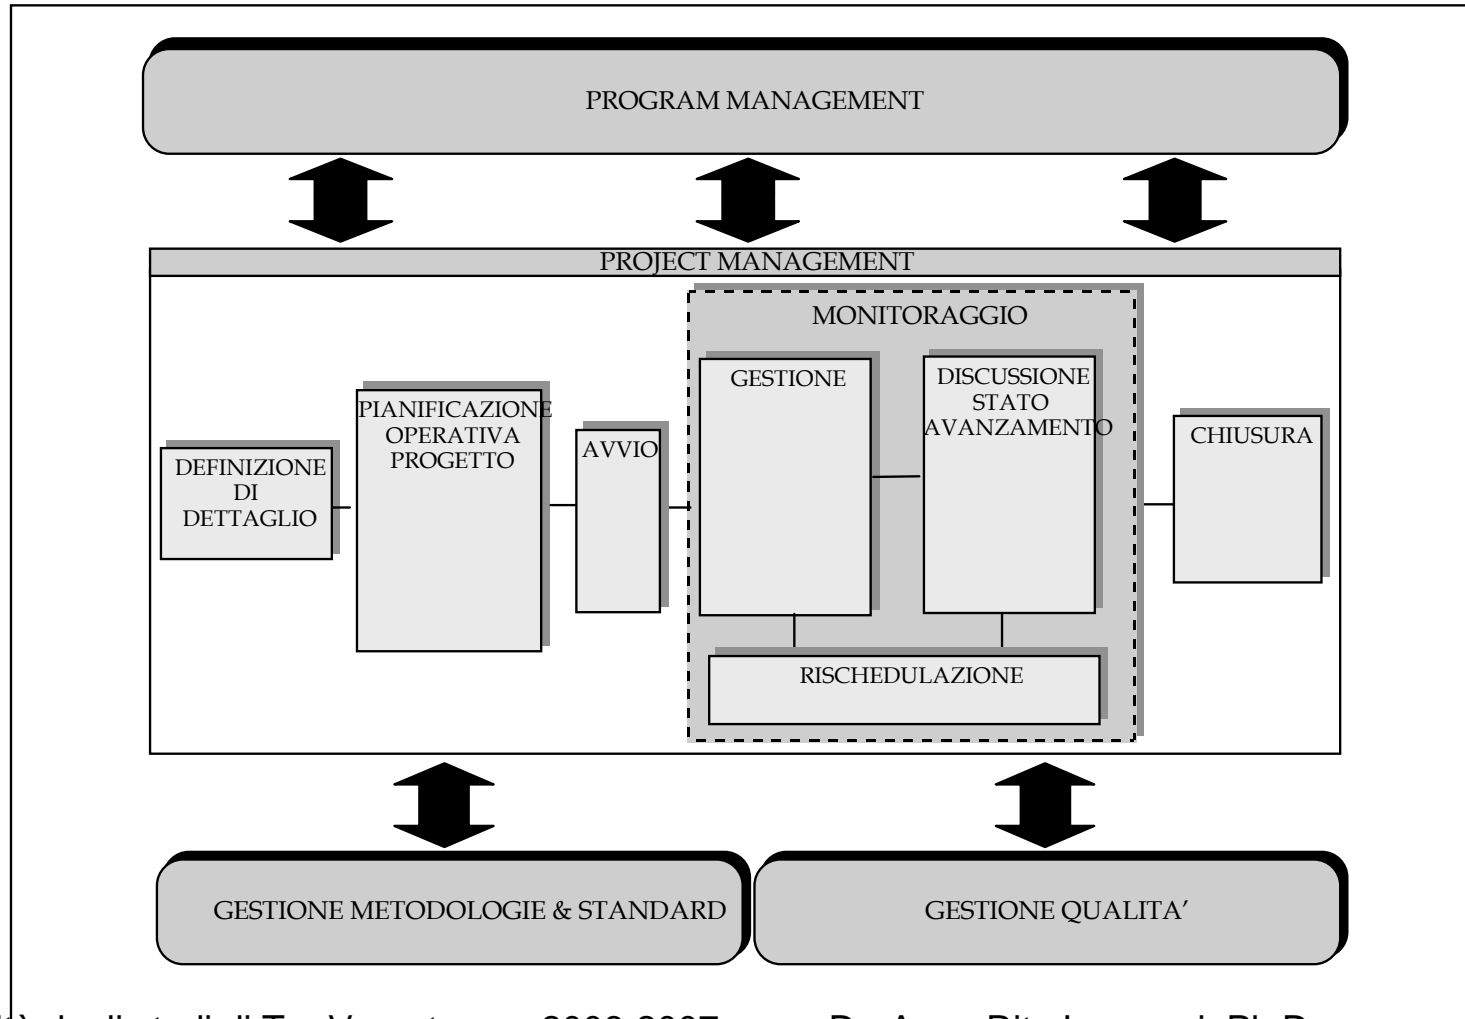 PROGRAM MANAGEMENT
PROJECT MANAGEMENT
DEFINIZIONE
DI
DETTAGLIO
PIANIFICAZIONE
OPERATIVA
PROGETTO
AVVIO
MONITORAGGIO
GESTIONE
DISCUSSIONE
STATO
AVANZAMENTO
RISCHEDULAZIONE
CHIUSURA
GESTIONE METODOLOGIE & STANDARD
GESTIONE QUALITA’